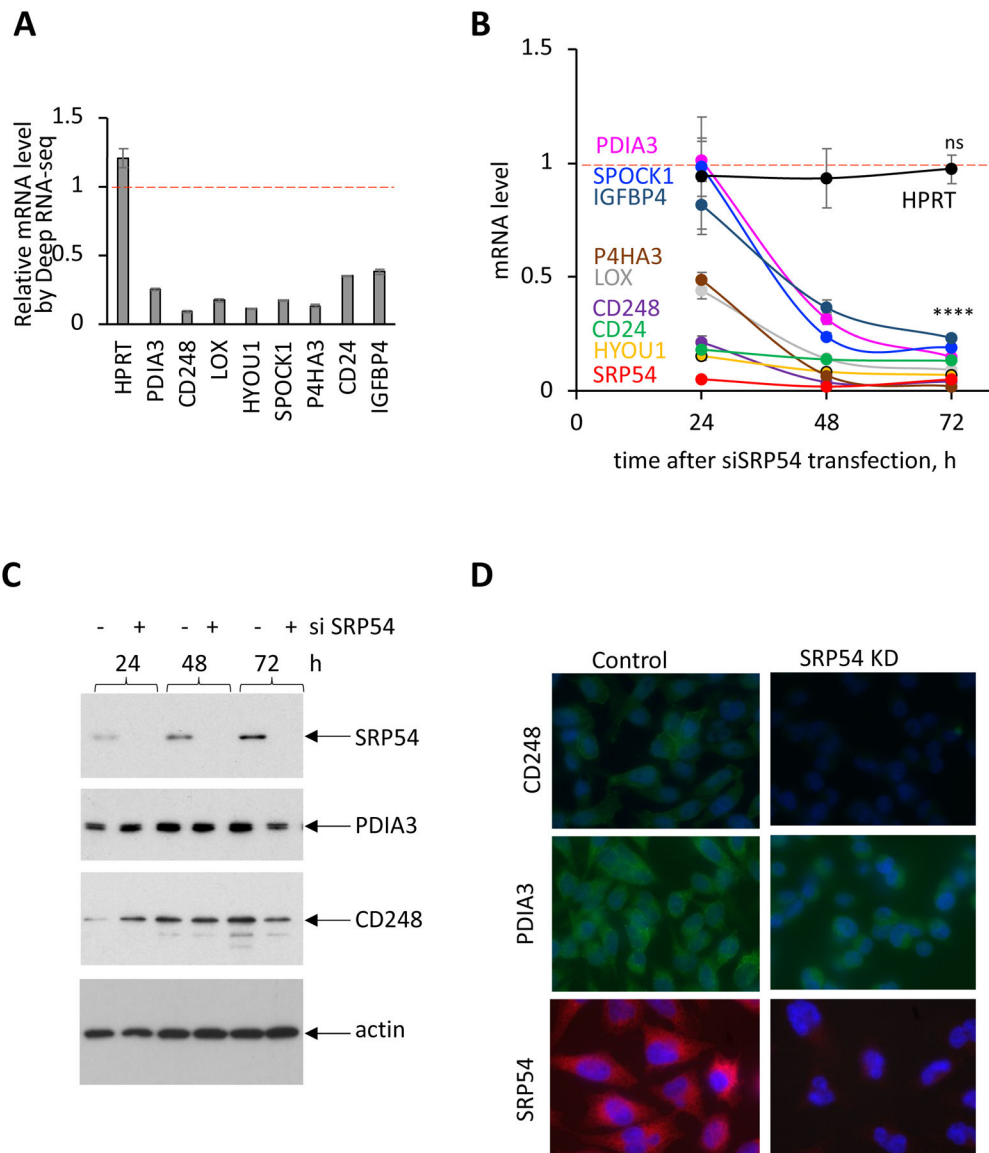 A
Relative mRNA level
by Deep RNA-seq
1.5
1
0.5
0
HPRT
PDIA3
CD248
LOX
HYOU1
SPOCK1
P4HA3
CD24
IGFBP4
B
mRNA level
1.5
1
0.5
0
PDIA3
SPOCK1
IGFBP4
P4HA3
LOX
CD248
CD24
HYOU1
SRP54
ns
HPRT
****
0 24 48 72
time after siSRP54 transfection, h
C
- + - + - + si SRP54
24 48 72 h
SRP54
PDIA3
CD248
actin
D
Control SRP54 KD
CD248
PDIA3
SRP54